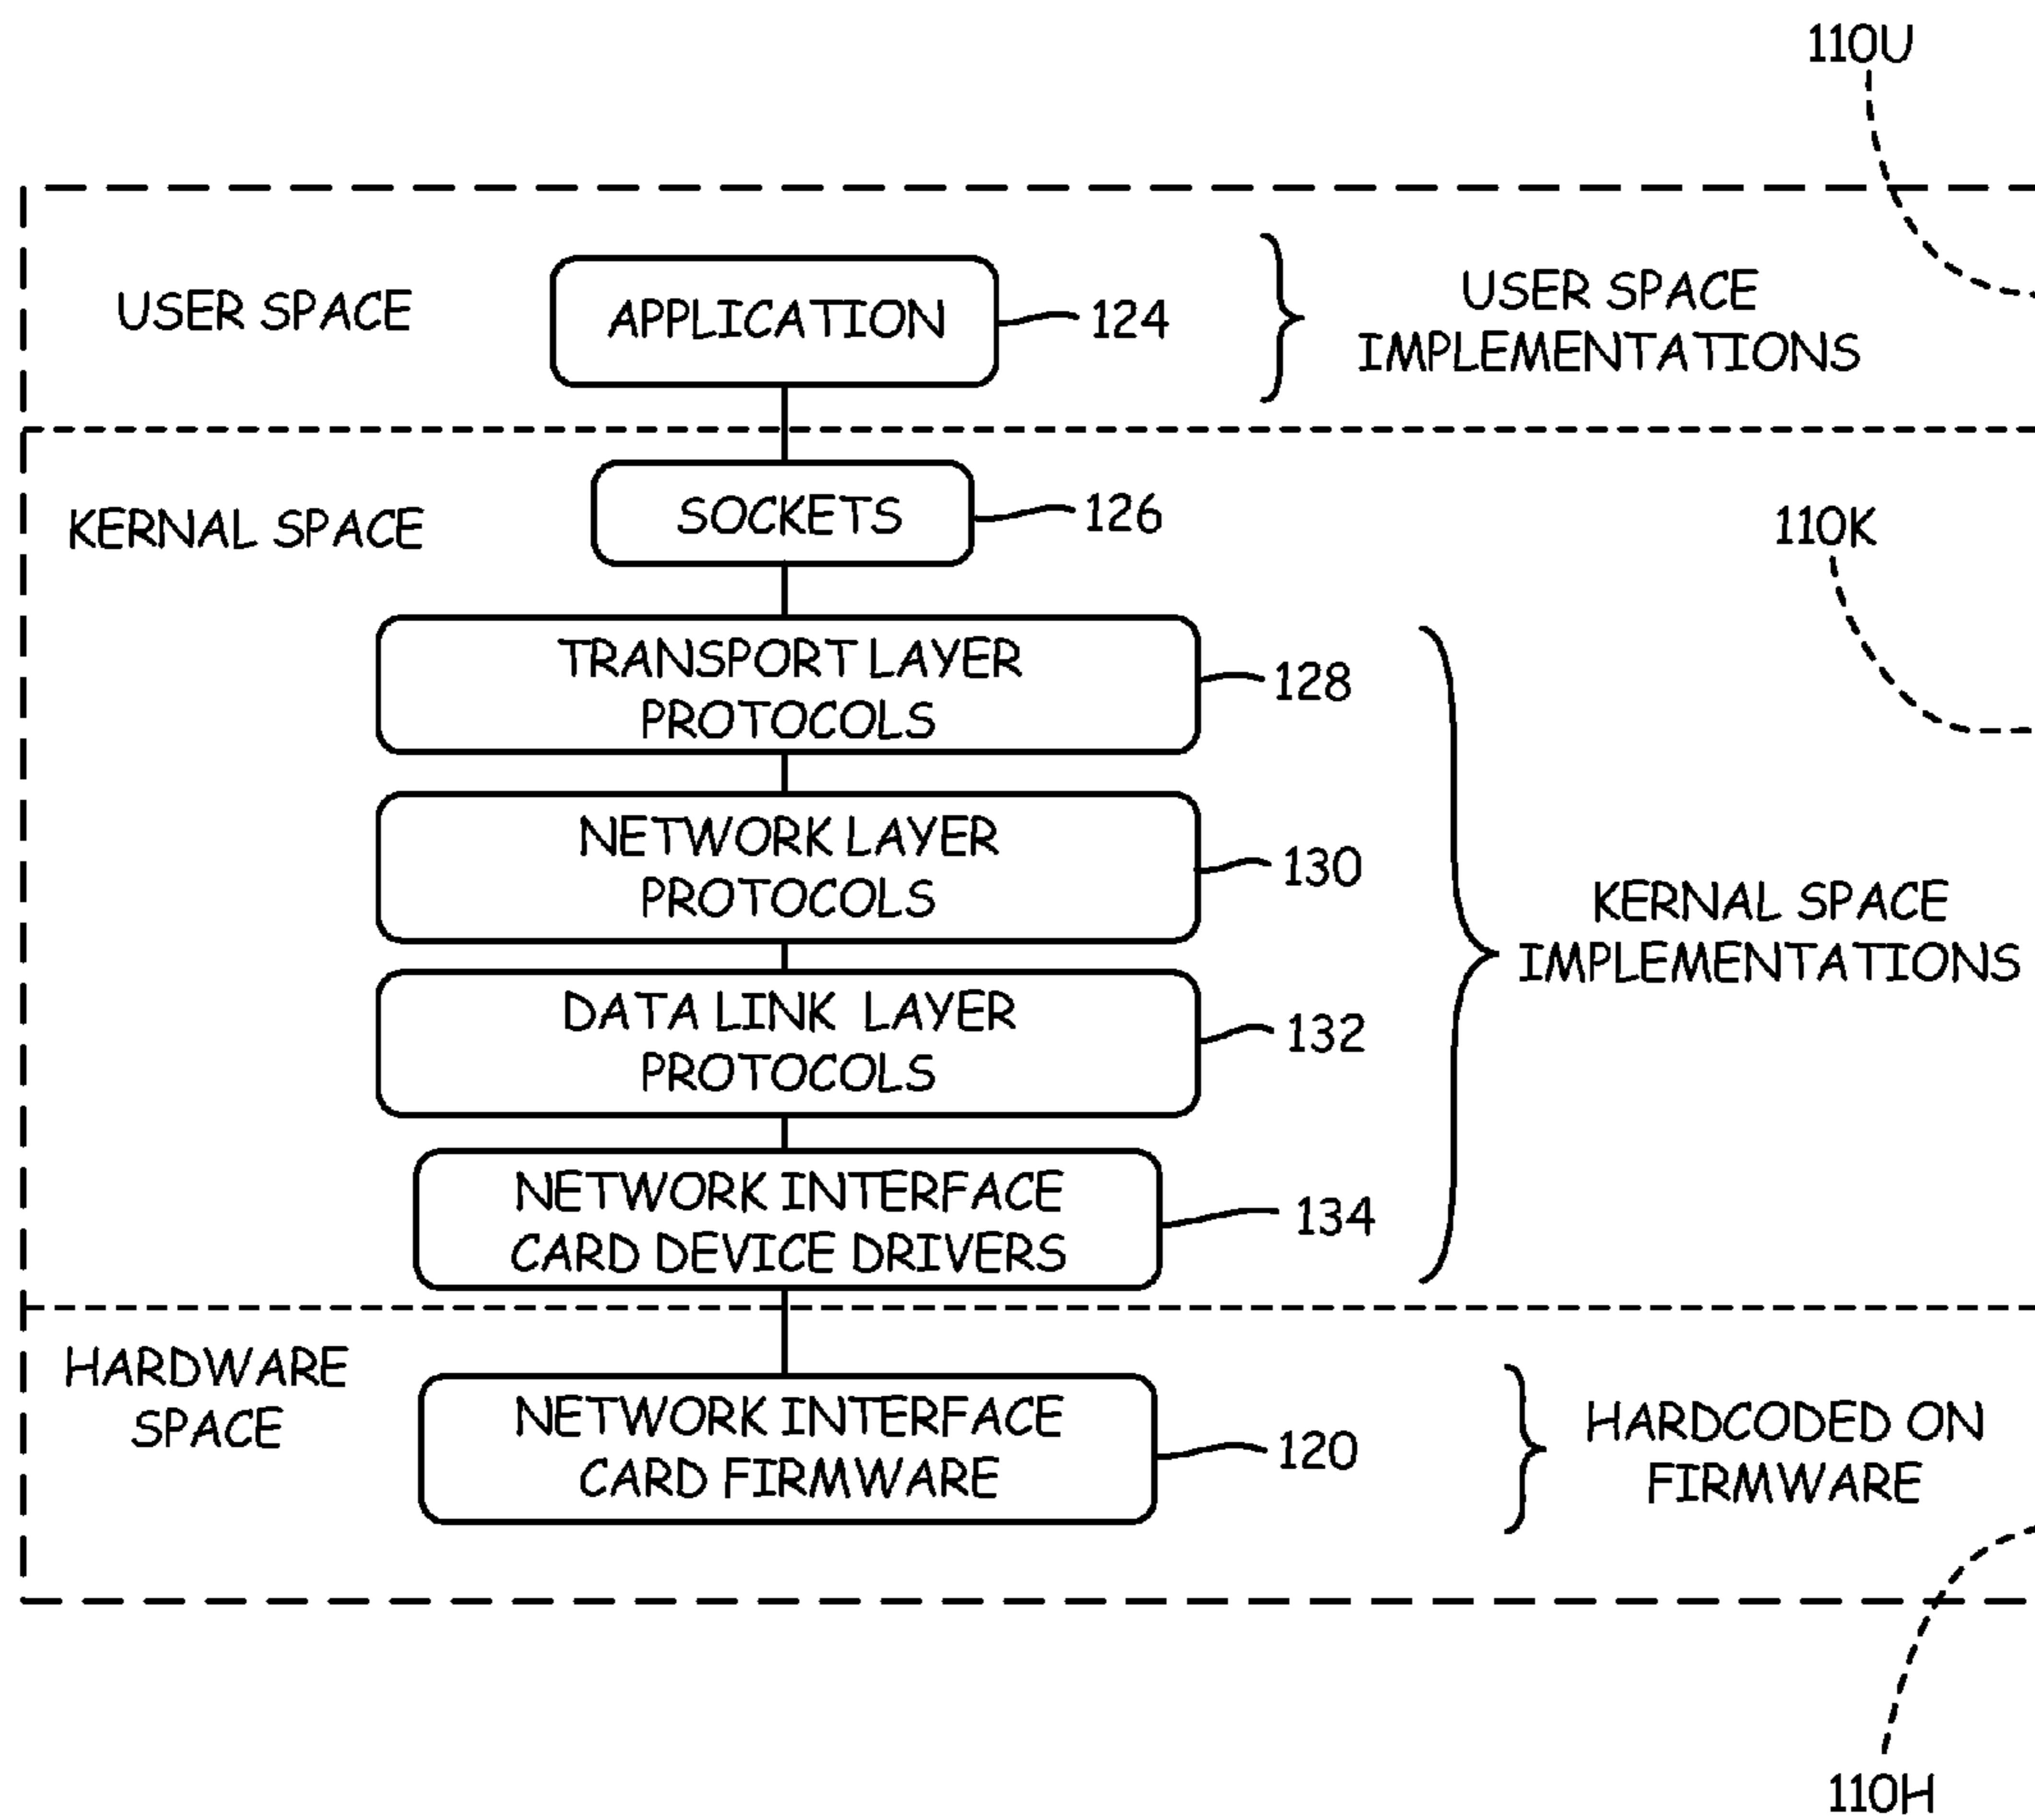 110U
USER SPACE
APPLICATION
124
USER SPACE
IMPLEMENTATIONS
KERNAL SPACE
SOCKETS
126
110K
TRANSPORT LAYER
PROTOCOLS
128
NETWORK LAYER
PROTOCOLS
130
KERNAL SPACE
IMPLEMENTATIONS
DATA LINK LAYER
PROTOCOLS
132
NETWORK INTERFACE
CARD DEVICE DRIVERS
134
HARDWARE
SPACE
NETWORK INTERFACE
CARD FIRMWARE
120
HARDCODED ON
FIRMWARE
110H